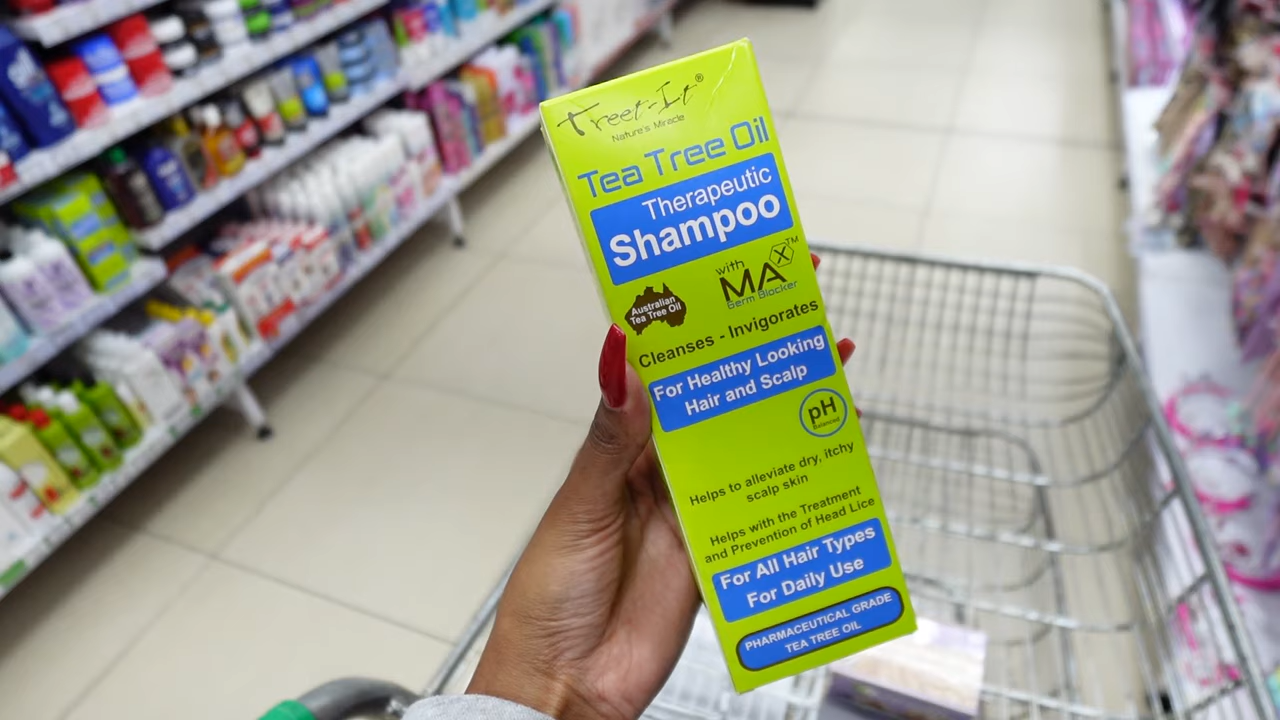 Treet-It®
Nature's Miracle
Tea Tree Oil
Therapeutic
Shampoo
with
MAX™
Germ Blocker
Australian
Tea Tree Oil
Cleanses - Invigorates
For Healthy Looking
Hair and Scalp
pH
Balanced
Helps to alleviate dry, itchy
scalp skin
Helps with the Treatment
and Prevention of Head Lice
For All Hair Types
For Daily Use
PHARMACEUTICAL GRADE
TEA TREE OIL